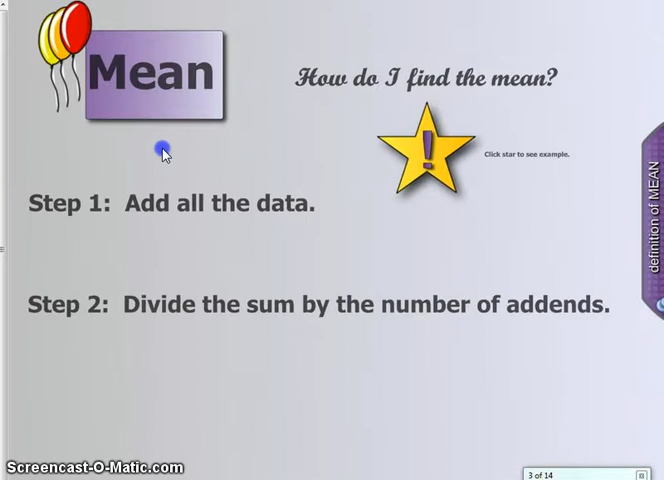 Mean
How do I find the mean?
!
Click star to see example.
Step 1: Add all the data.
Step 2: Divide the sum by the number of addends.
definition of MEAN
Screencast-O-Matic.com
3 of 14